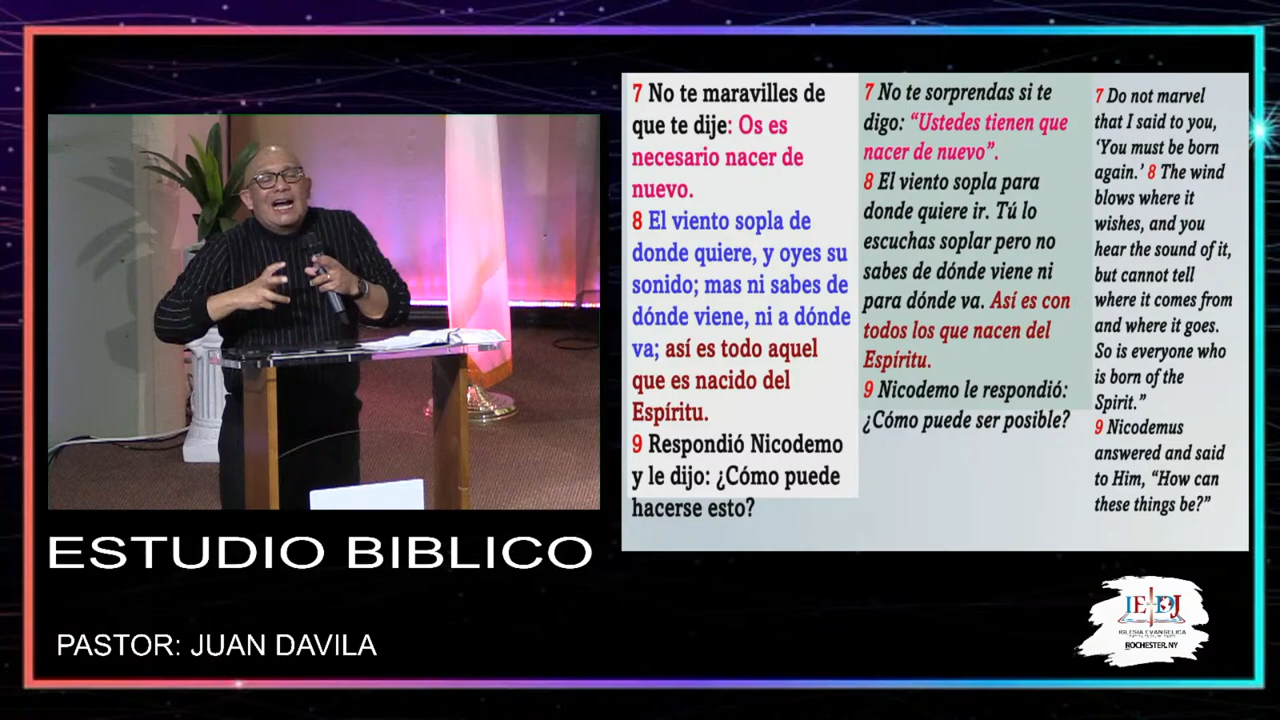 7 No te maravilles de
que te dije: Os es
necesario nacer de
nuevo.
8 El viento sopla de
donde quiere, y oyes su
sonido; mas ni sabes de
dónde viene, ni a dónde
va; así es todo aquel
que es nacido del
Espíritu.
9 Respondió Nicodemo
y le dijo: ¿Cómo puede
hacerse esto?
7 No te sorprendas si te
digo: “Ustedes tienen que
nacer de nuevo”.
8 El viento sopla para
donde quiere ir. Tú lo
escuchas soplar pero no
sabes de dónde viene ni
para dónde va. Así es con
todos los que nacen del
Espíritu.
9 Nicodemo le respondió:
¿Cómo puede ser posible?
7 Do not marvel
that I said to you,
‘You must be born
again.’ 8 The wind
blows where it
wishes, and you
hear the sound of it,
but cannot tell
where it comes from
and where it goes.
So is everyone who
is born of the
Spirit.”
9 Nicodemus
answered and said
to Him, “How can
these things be?”
ESTUDIO BIBLICO
PASTOR: JUAN DAVILA
IGLESIA EVANGELICA
ROCHESTER, NY